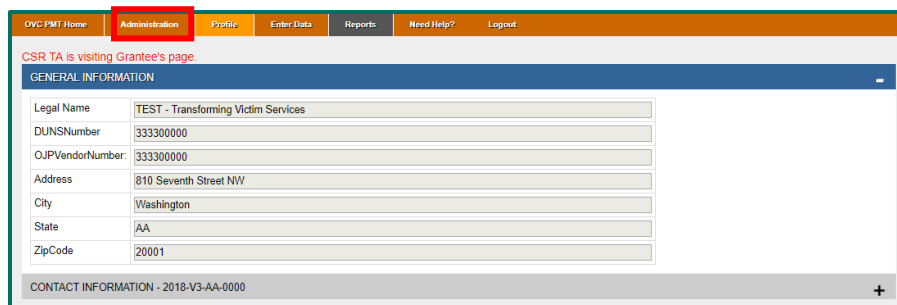 OVC PMT Home Administration Profile Enter Data Reports Need Help? Logout
CSR TA is visiting Grantee's page.
GENERAL INFORMATION -
Legal Name TEST - Transforming Victim Services
DUNSNumber 333300000
OJPVendorNumber: 333300000
Address 810 Seventh Street NW
City Washington
State AA
ZipCode 20001
CONTACT INFORMATION - 2018-V3-AA-0000 +